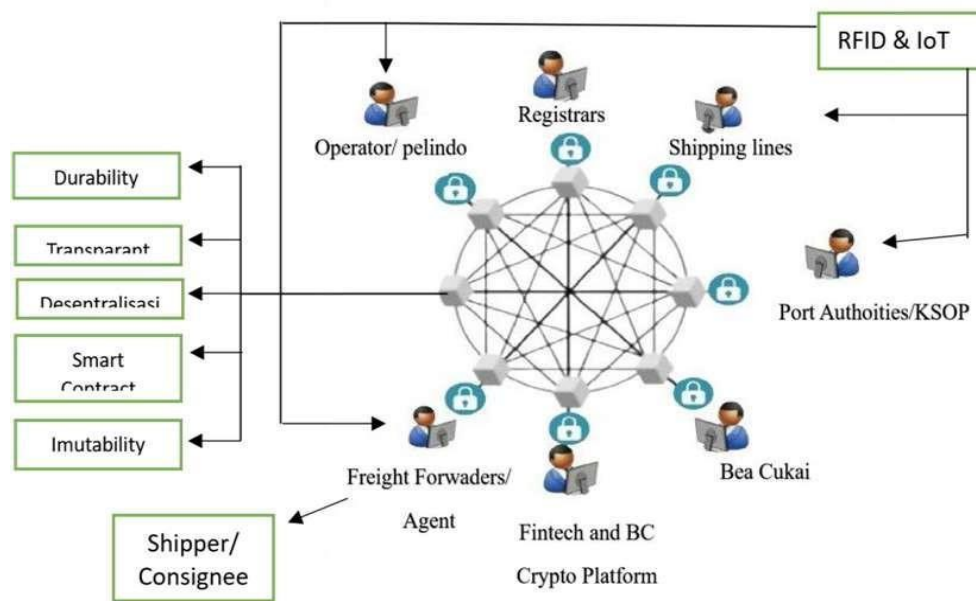 RFID & IoT
Registrars
Operator/ pelindo
Shipping lines
Durability
Transparant
Desentralisasi
Smart
Contract
Imutability
Port Authoities/KSOP
Bea Cukai
Freight Forwaders/
Agent
Fintech and BC
Crypto Platform
Shipper/
Consignee